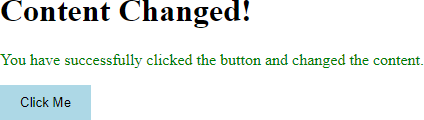 Content Changed!
You have successfully clicked the button and changed the content.
Click Me